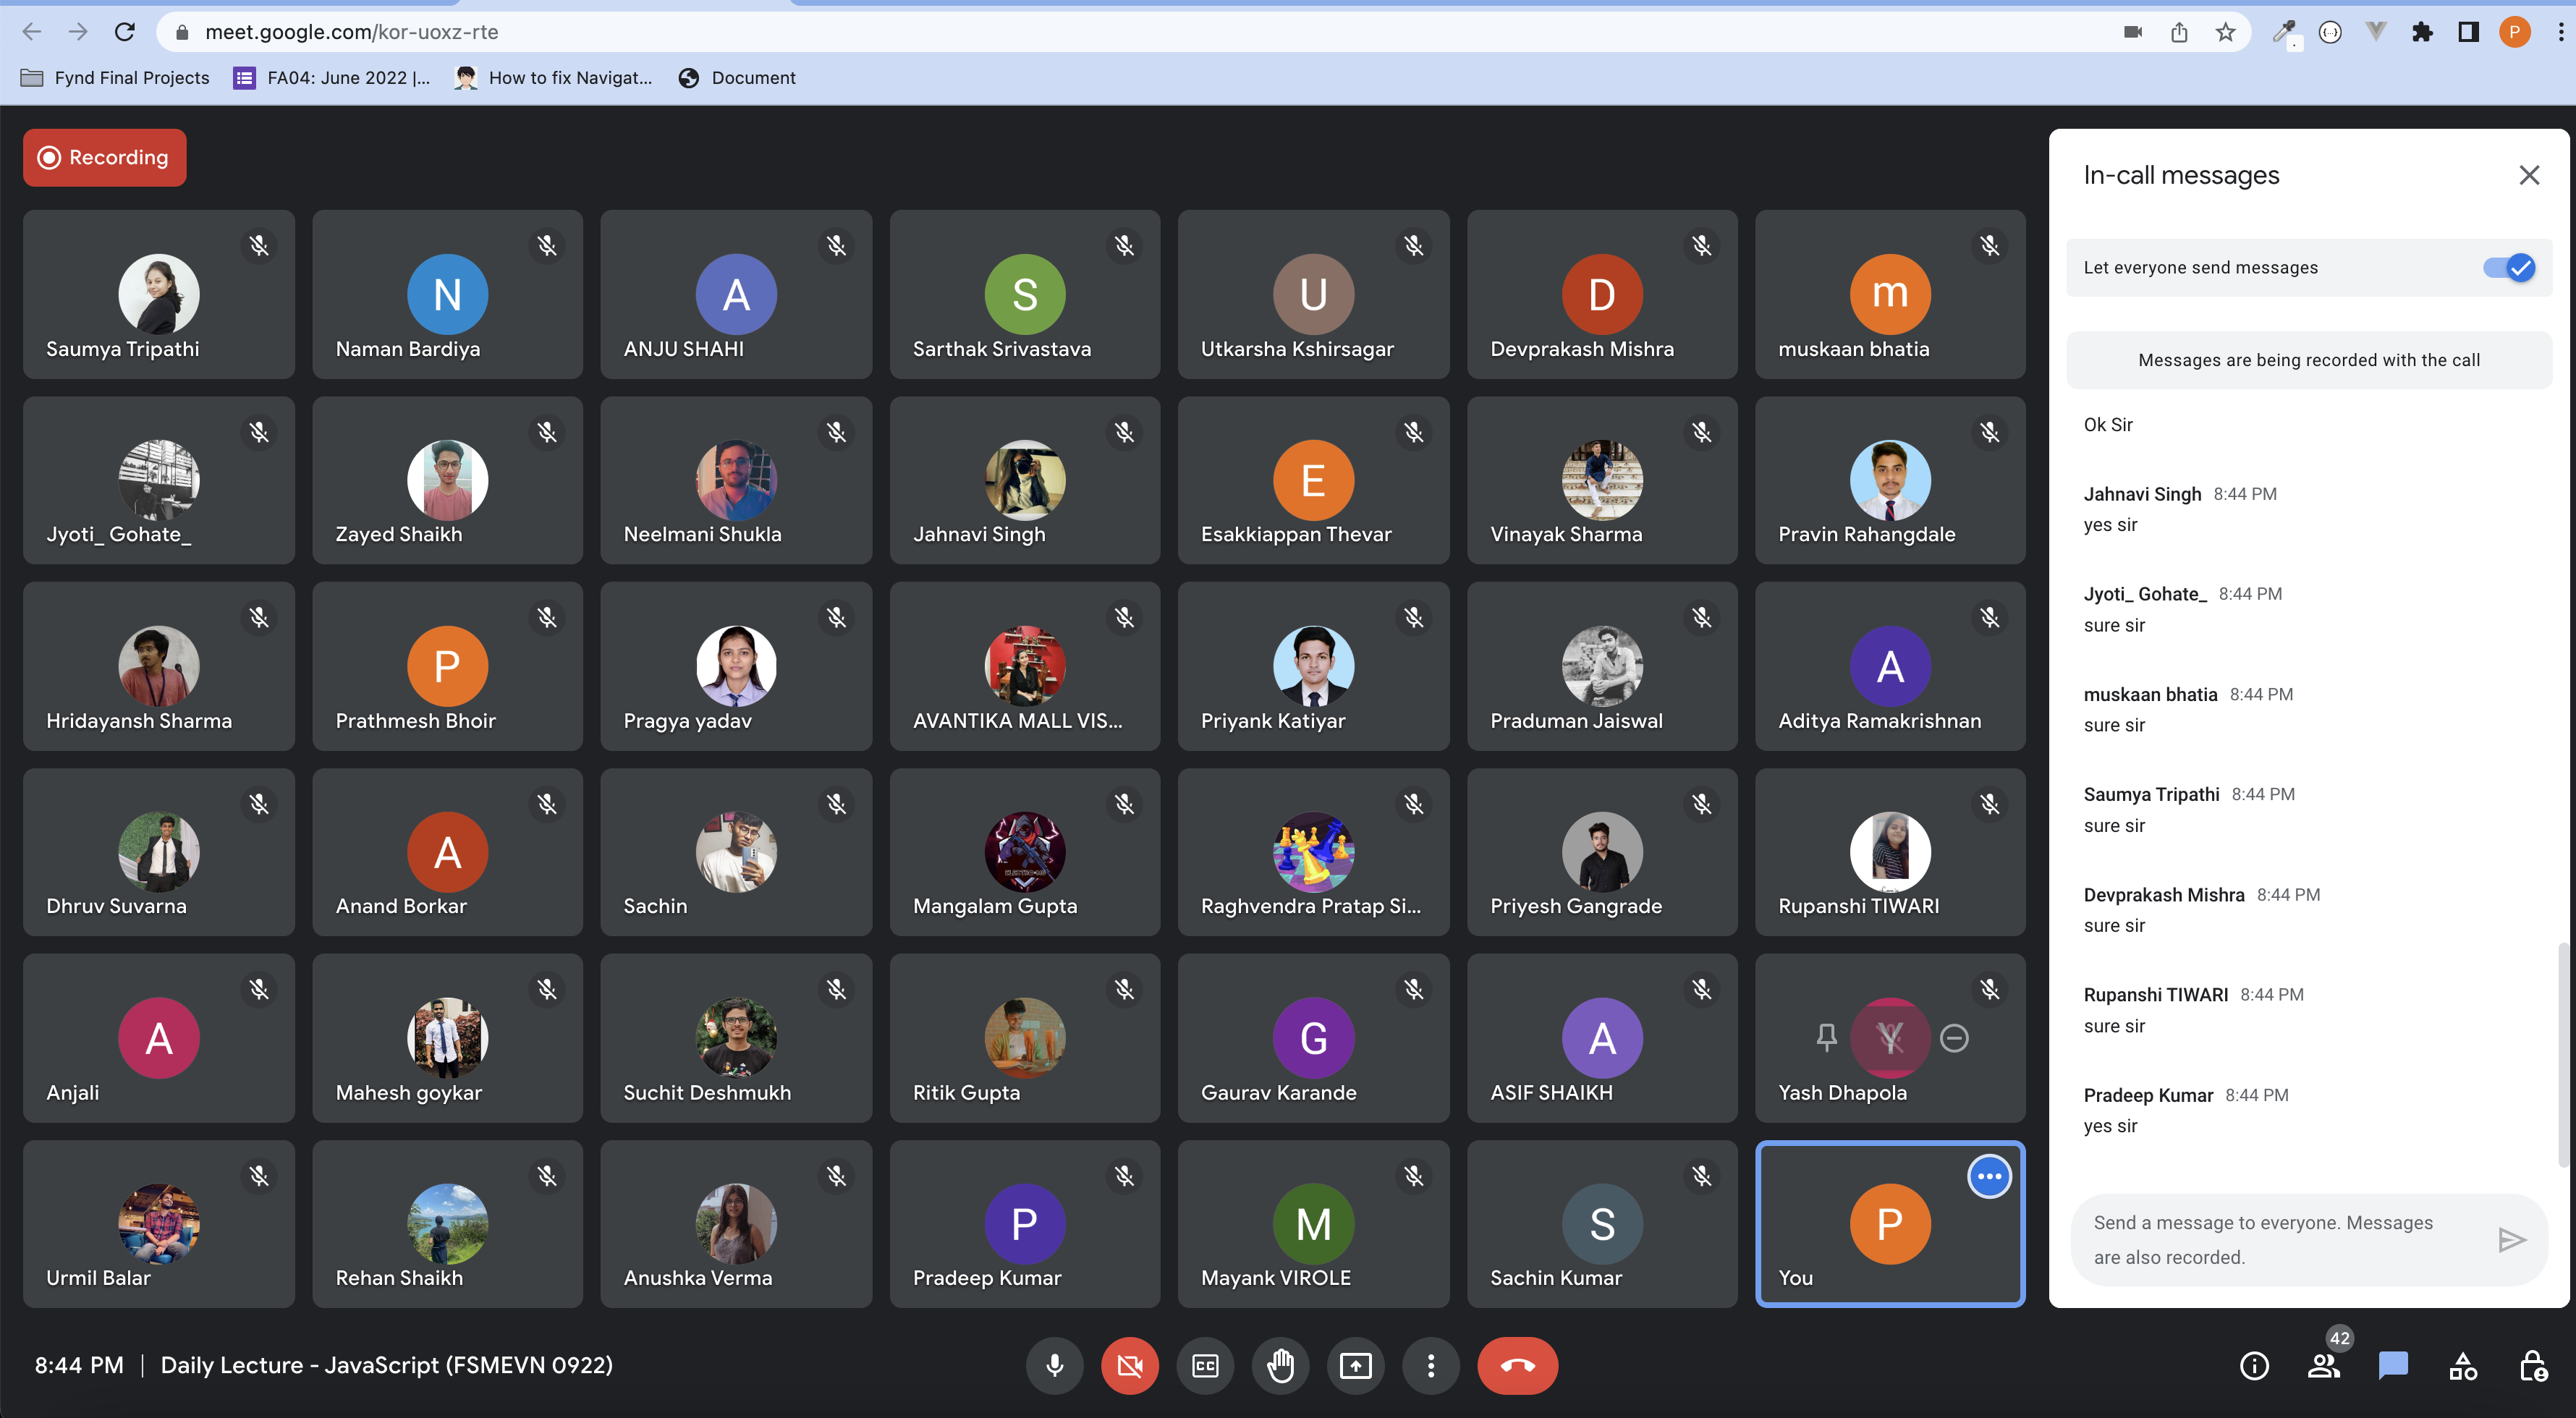 meet.google.com/kor-uoxz-rte
P
Fynd Final Projects
FA04: June 2022 |...
How to fix Navigat...
Document
Recording
Saumya Tripathi
N
Naman Bardiya
A
ANJU SHAHI
S
Sarthak Srivastava
U
Utkarsha Kshirsagar
D
Devprakash Mishra
m
muskaan bhatia
Jyoti_ Gohate_
Zayed Shaikh
Neelmani Shukla
Jahnavi Singh
E
Esakkiappan Thevar
Vinayak Sharma
Pravin Rahangdale
Hridayansh Sharma
P
Prathmesh Bhoir
Pragya yadav
AVANTIKA MALL VIS...
Priyank Katiyar
Praduman Jaiswal
A
Aditya Ramakrishnan
Dhruv Suvarna
A
Anand Borkar
Sachin
Mangalam Gupta
Raghvendra Pratap Si...
Priyesh Gangrade
Rupanshi TIWARI
A
Anjali
Mahesh goykar
Suchit Deshmukh
Ritik Gupta
G
Gaurav Karande
A
ASIF SHAIKH
Y
Yash Dhapola
Urmil Balar
Rehan Shaikh
Anushka Verma
P
Pradeep Kumar
M
Mayank VIROLE
S
Sachin Kumar
P
You
In-call messages
Let everyone send messages
Messages are being recorded with the call
Ok Sir
Jahnavi Singh 8:44 PM
yes sir
Jyoti_ Gohate_ 8:44 PM
sure sir
muskaan bhatia 8:44 PM
sure sir
Saumya Tripathi 8:44 PM
sure sir
Devprakash Mishra 8:44 PM
sure sir
Rupanshi TIWARI 8:44 PM
sure sir
Pradeep Kumar 8:44 PM
yes sir
Send a message to everyone. Messages
are also recorded.
8:44 PM | Daily Lecture - JavaScript (FSMEVN 0922)
CC
42